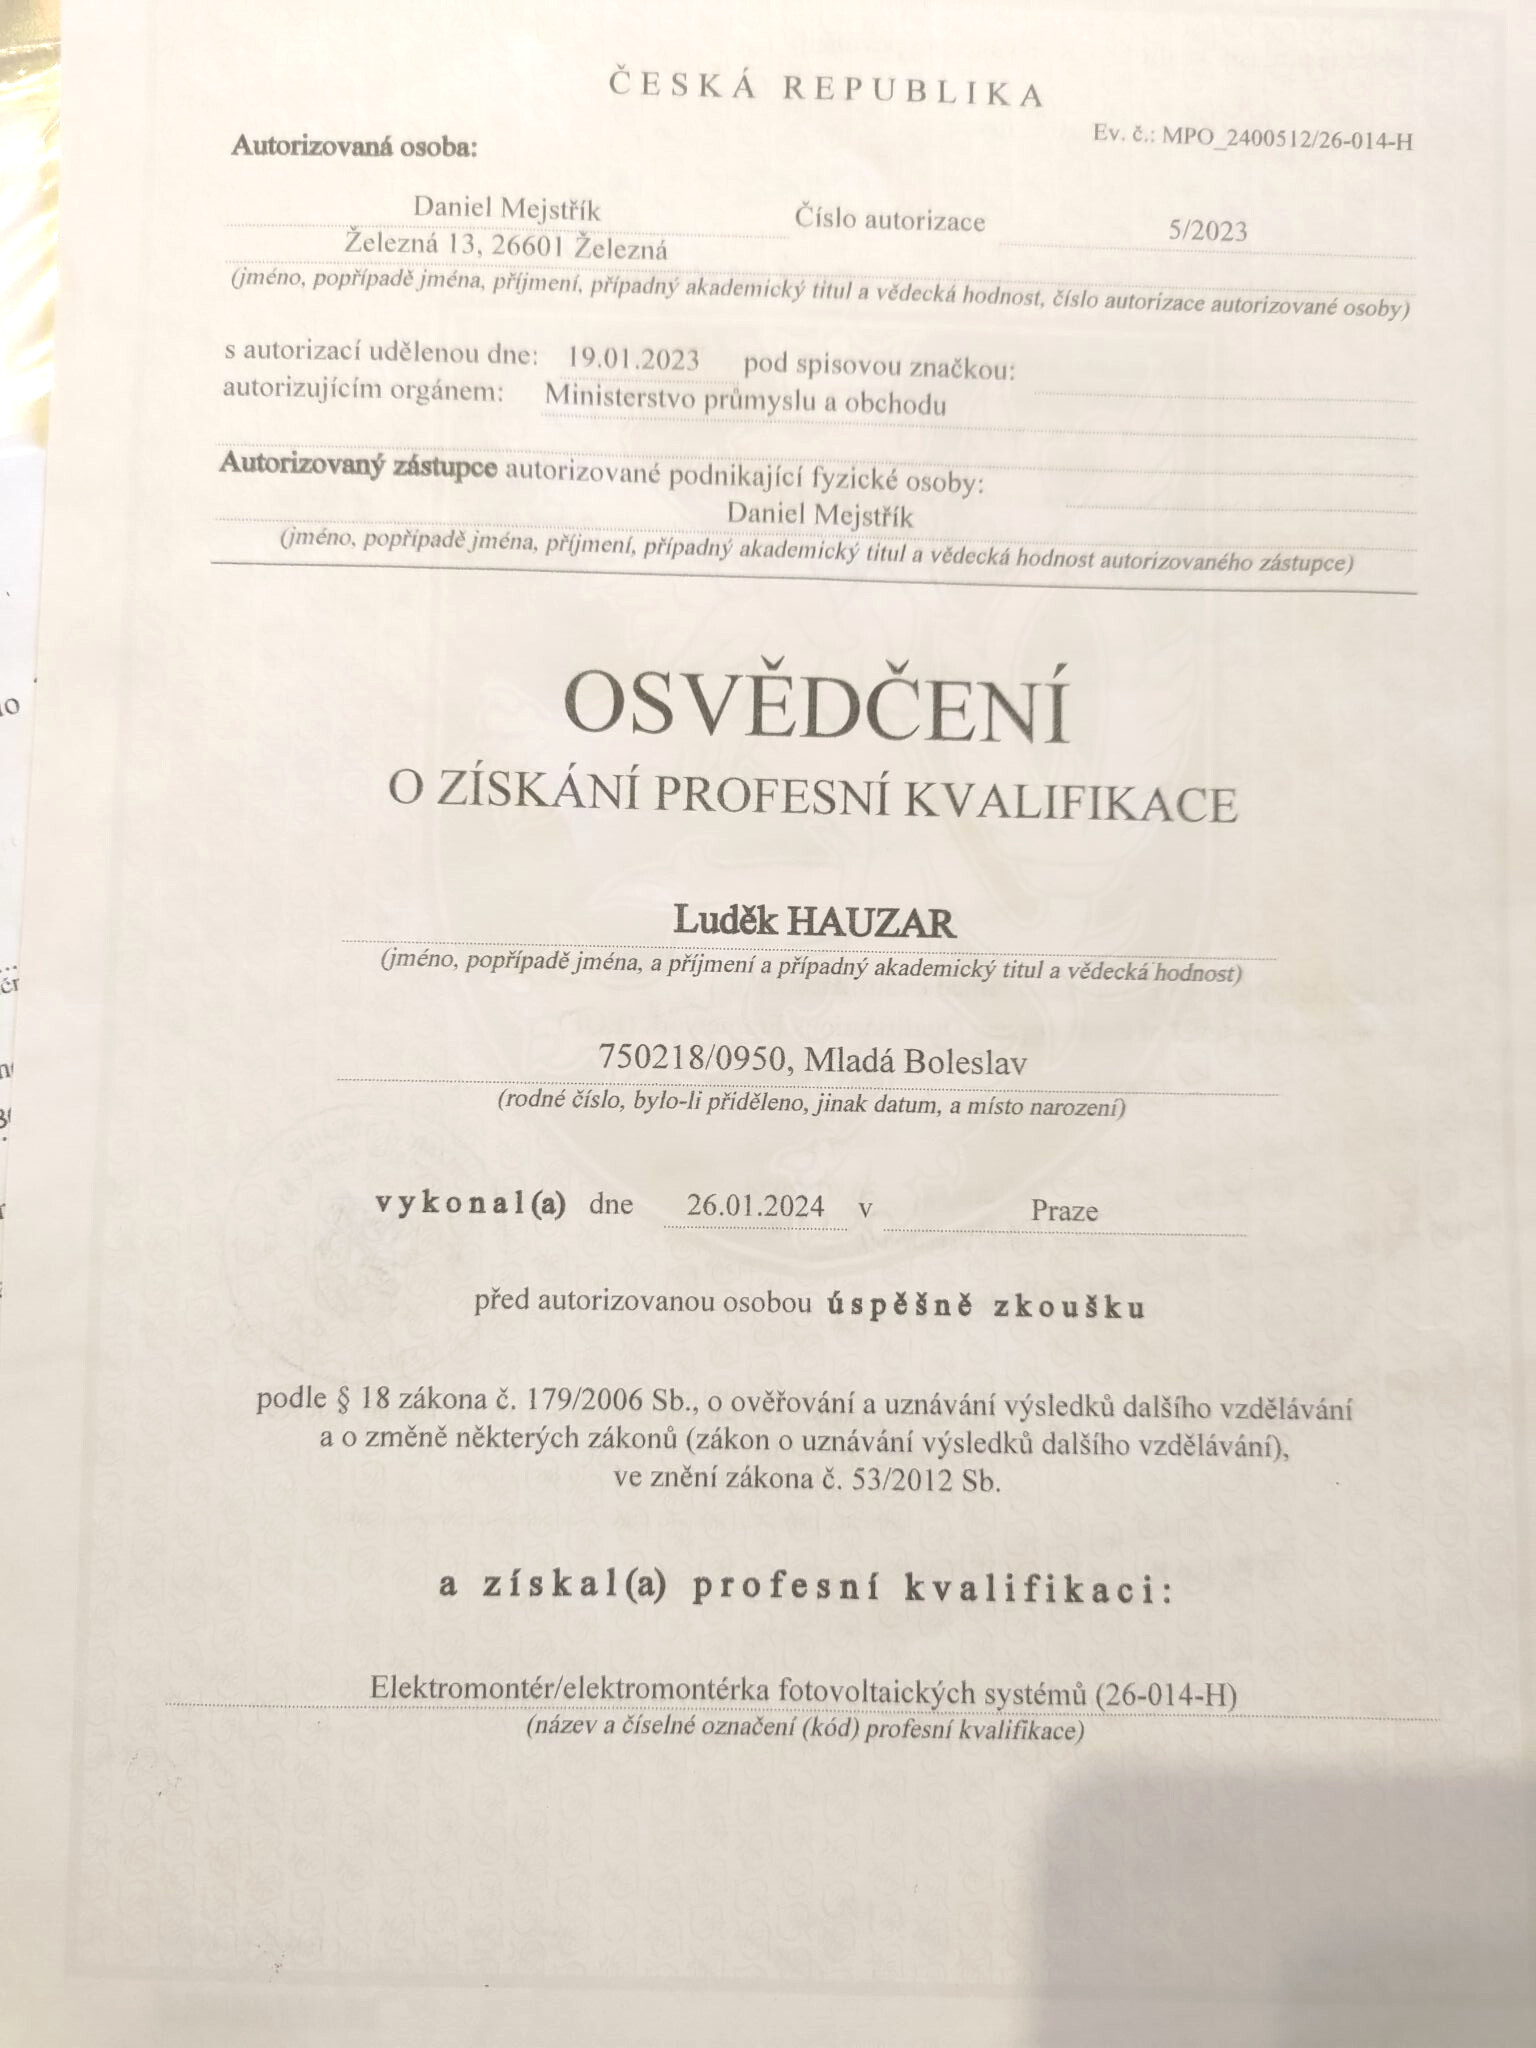 ČESKÁ REPUBLIKA
Ev. č.: MPO_2400512/26-014-H
Autorizovaná osoba:
Daniel Mejstřík Číslo autorizace 5/2023
Železná 13, 26601 Železná
(jméno, popřípadě jména, příjmení, případný akademický titul a vědecká hodnost, číslo autorizace autorizované osoby)
s autorizací udělenou dne: 19.01.2023 pod spisovou značkou:
autorizujícím orgánem: Ministerstvo průmyslu a obchodu
Autorizovaný zástupce autorizované podnikající fyzické osoby:
Daniel Mejstřík
(jméno, popřípadě jména, příjmení, případný akademický titul a vědecká hodnost autorizovaného zástupce)
OSVĚDČENÍ
O ZÍSKÁNÍ PROFESNÍ KVALIFIKACE
Luděk HAUZAR
(jméno, popřípadě jména, a příjmení a případný akademický titul a vědecká hodnost)
750218/0950, Mladá Boleslav
(rodné číslo, bylo-li přiděleno, jinak datum, a místo narození)
vykonal(a) dne 26.01.2024 v Praze
před autorizovanou osobou úspěšně zkoušku
podle § 18 zákona č. 179/2006 Sb., o ověřování a uznávání výsledků dalšího vzdělávání
a o změně některých zákonů (zákon o uznávání výsledků dalšího vzdělávání),
ve znění zákona č. 53/2012 Sb.
a získal(a) profesní kvalifikaci:
Elektromontér/elektromontérka fotovoltaických systémů (26-014-H)
(název a číselné označení (kód) profesní kvalifikace)